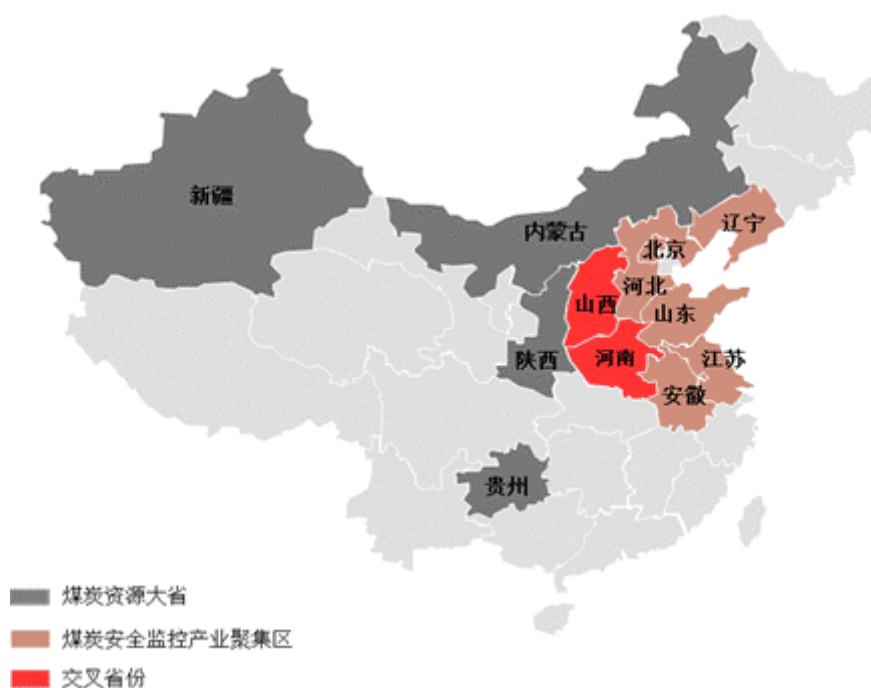 新疆
内蒙古
辽宁
北京
河北
山西
山东
陕西
河南
江苏
安徽
贵州
煤炭资源大省
煤炭安全监控产业聚集区
交叉省份